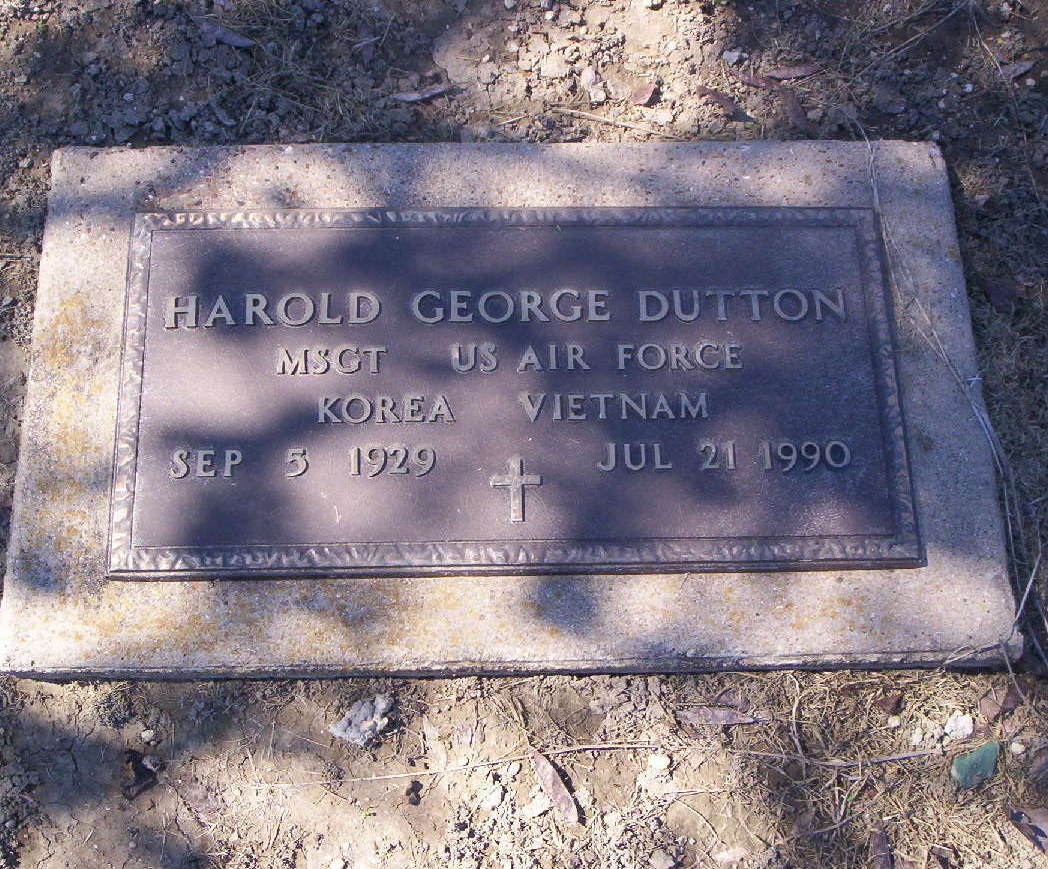 HAROLD GEORGE DUTTON
MSGT US AIR FORCE
KOREA VIETNAM
SEP 5 1929 JUL 21 1990